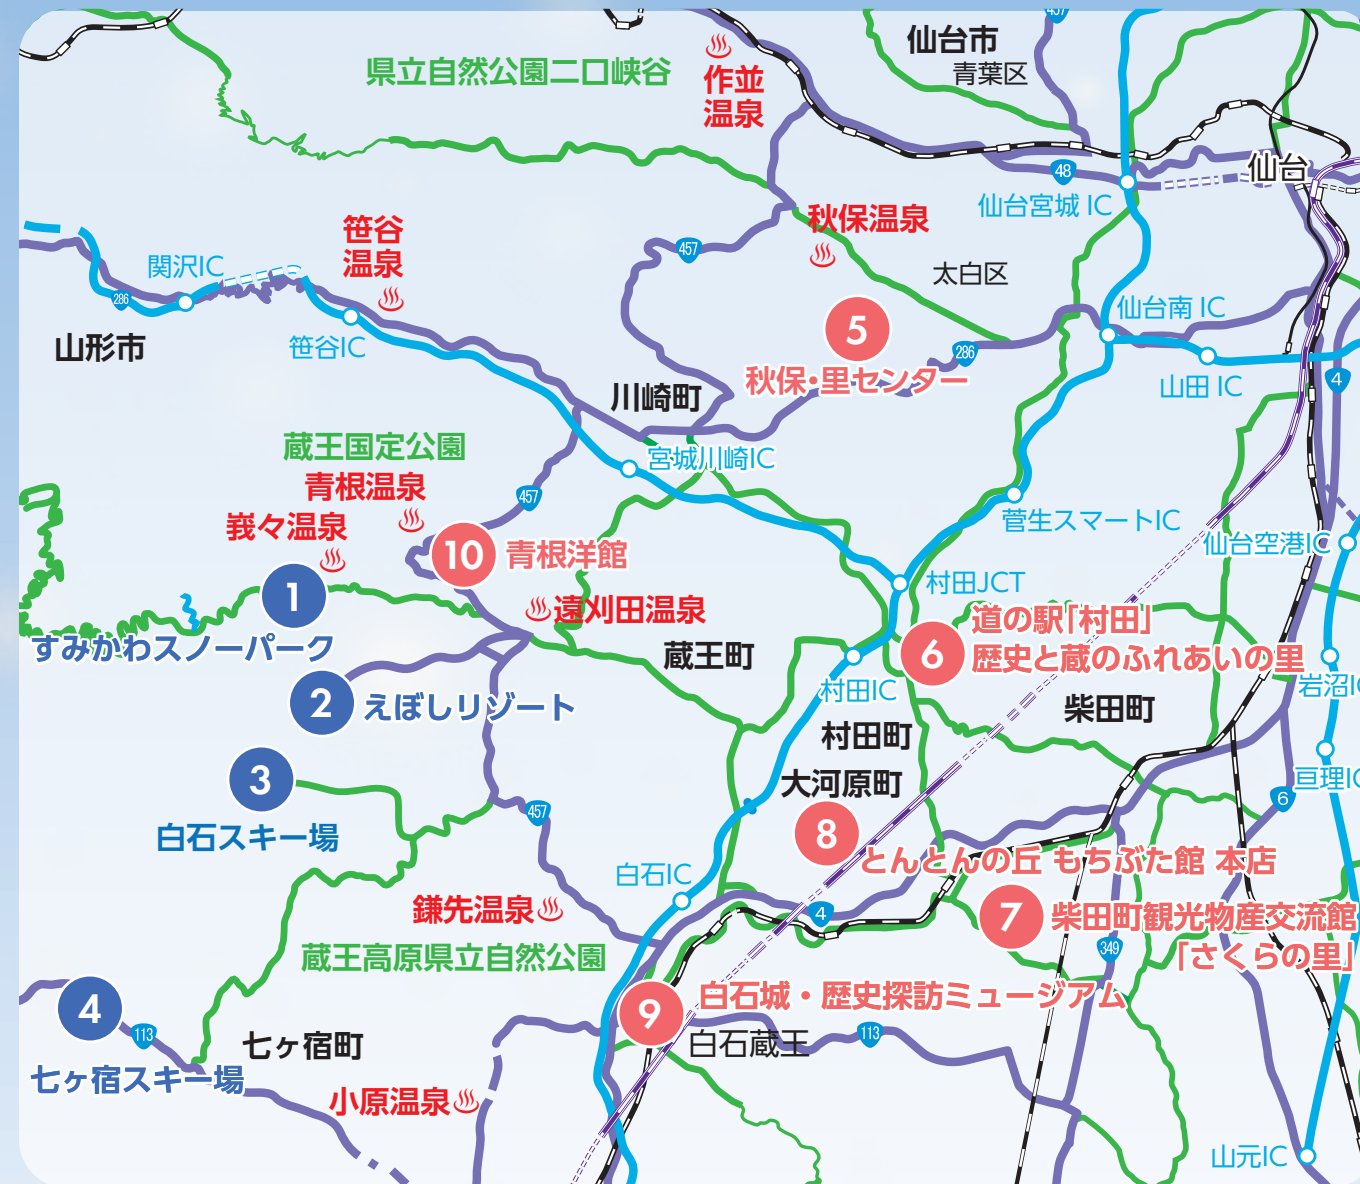 457
仙台市
青葉区
県立自然公園二口峡谷
作並
温泉
48
仙台
仙台宮城 IC
笹谷
温泉
秋保温泉
457
関沢IC
太白区
286
仙台南 IC
山形市
笹谷IC
5
286
秋保・里センター
山田 IC
4
川崎町
蔵王国定公園
宮城川崎IC
青根温泉
457
峩々温泉
菅生スマートIC
仙台空港IC
10
青根洋館
1
村田JCT
遠刈田温泉
道の駅「村田」
すみかわスノーパーク
蔵王町
6
歴史と蔵のふれあいの里
村田IC
岩沼IC
2
えぼしリゾート
柴田町
村田町
3
大河原町
亘理IC
6
457
白石スキー場
8
とんとんの丘 もちぶた館 本店
白石IC
鎌先温泉
4
7
柴田町観光物産交流館
「さくらの里」
349
蔵王高原県立自然公園
白石城・歴史探訪ミュージアム
4
9
113
七ヶ宿町
白石蔵王
113
七ヶ宿スキー場
小原温泉
山元IC